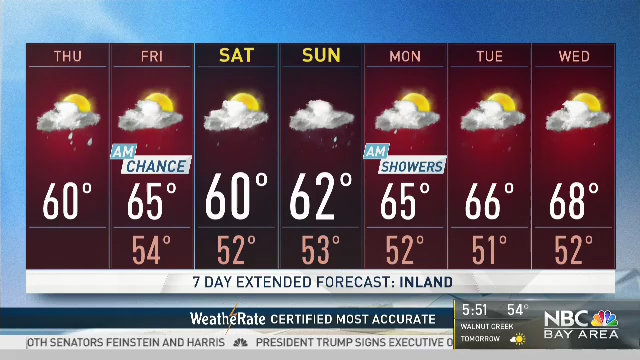 THU FRI SAT SUN MON TUE WED
AM AM
CHANCE SHOWERS
60° 65° 60° 62° 65° 66° 68°
54° 52° 53° 52° 51° 52°
7 DAY EXTENDED FORECAST: INLAND
WeatheRate CERTIFIED MOST ACCURATE
5:51 54°
WALNUT CREEK
TOMORROW
NBC
BAY AREA
OTH SENATORS FEINSTEIN AND HARRIS PRESIDENT TRUMP SIGNS EXECUTIVE O